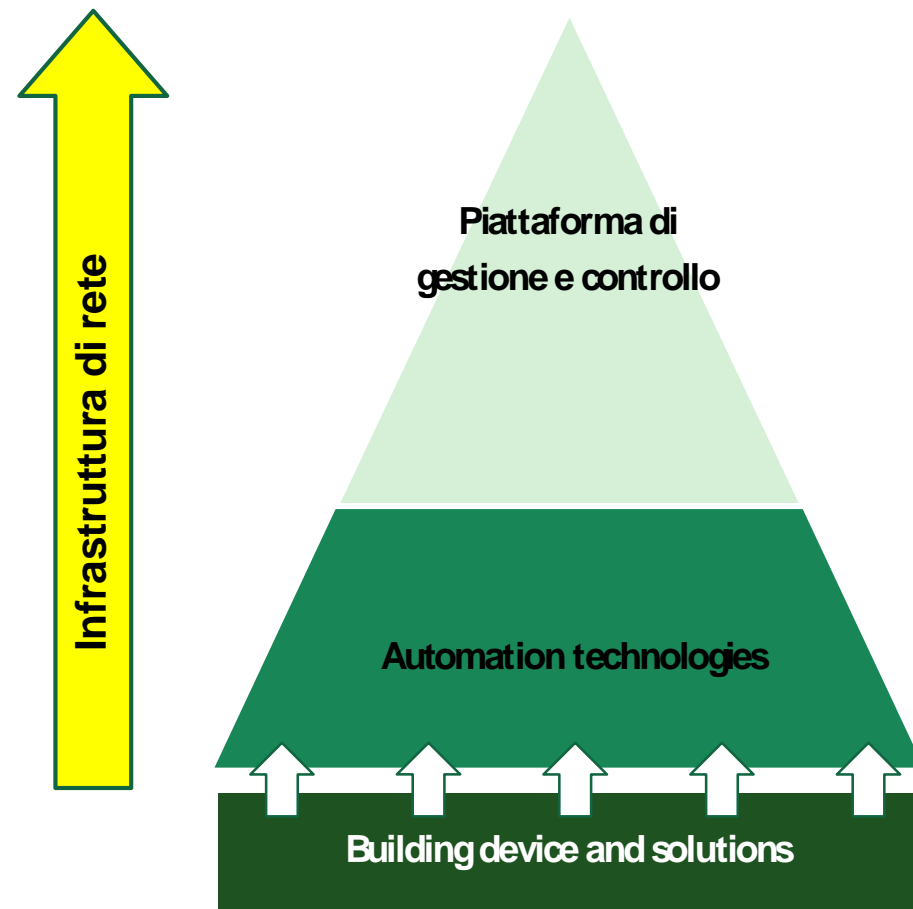 Infrastruttura di rete
Piattaforma di
gestione e controllo
Automation technologies
Building device and solutions